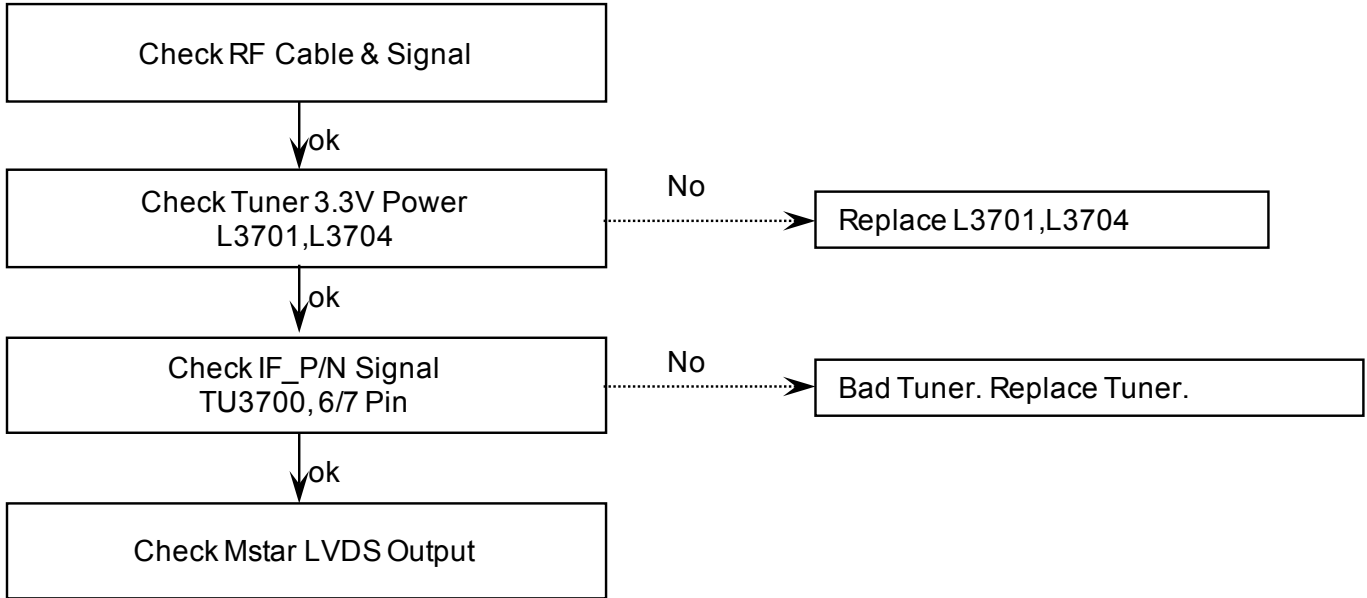 Check RF Cable & Signal
ok
Check Tuner 3.3V Power
L3701,L3704
No
Replace L3701,L3704
ok
Check IF_P/N Signal
TU3700, 6/7 Pin
No
Bad Tuner. Replace Tuner.
ok
Check Mstar LVDS Output